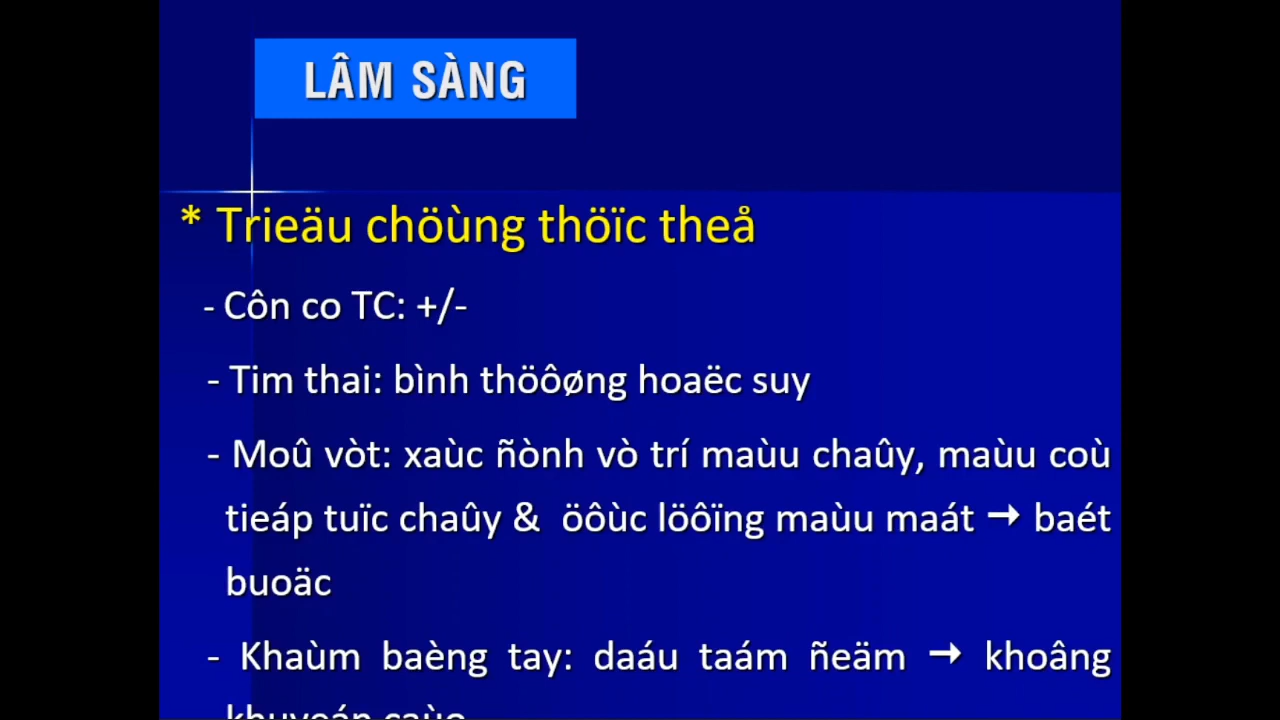 LÂM SÀNG
* Trieäu chöùng thöïc theå
- Côn co TC: +/-
- Tim thai: bình thöôøng hoaëc suy
- Moû vòt: xaùc ñònh vò trí maùu chaûy, maùu coù
tieáp tuïc chaûy & öôùc löôïng maùu maát → baét
buoäc
- Khaùm baèng tay: daáu taám ñeäm → khoâng
khuyeán caùo